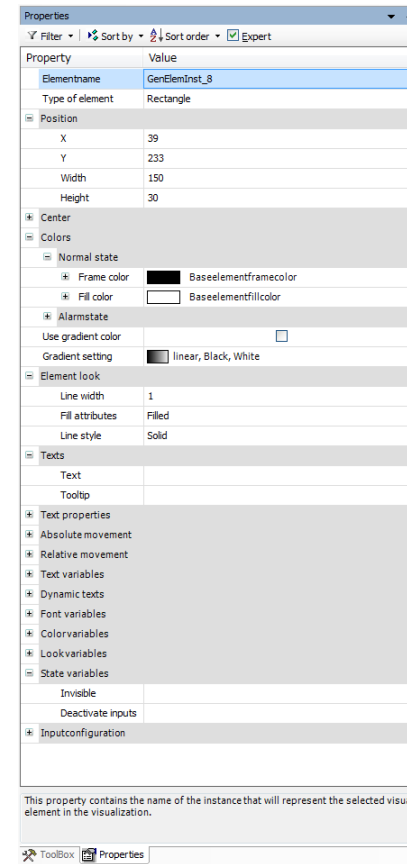 Properties
Filter Sort by Sort order Expert
Property Value
Elementname GenElemInst_8
Type of element Rectangle
Position
X 39
Y 233
Width 150
Height 30
Center
Colors
Normal state
Frame color Baseelementframecolor
Fill color Baseelementfillcolor
Alarmstate
Use gradient color
Gradient setting linear, Black, White
Element look
Line width 1
Fill attributes Filled
Line style Solid
Texts
Text
Tooltip
Text properties
Absolute movement
Relative movement
Text variables
Dynamic texts
Font variables
Colorvariables
Lookvariables
State variables
Invisible
Deactivate inputs
Inputconfiguration
This property contains the name of the instance that will represent the selected visu
element in the visualization.
ToolBox Properties